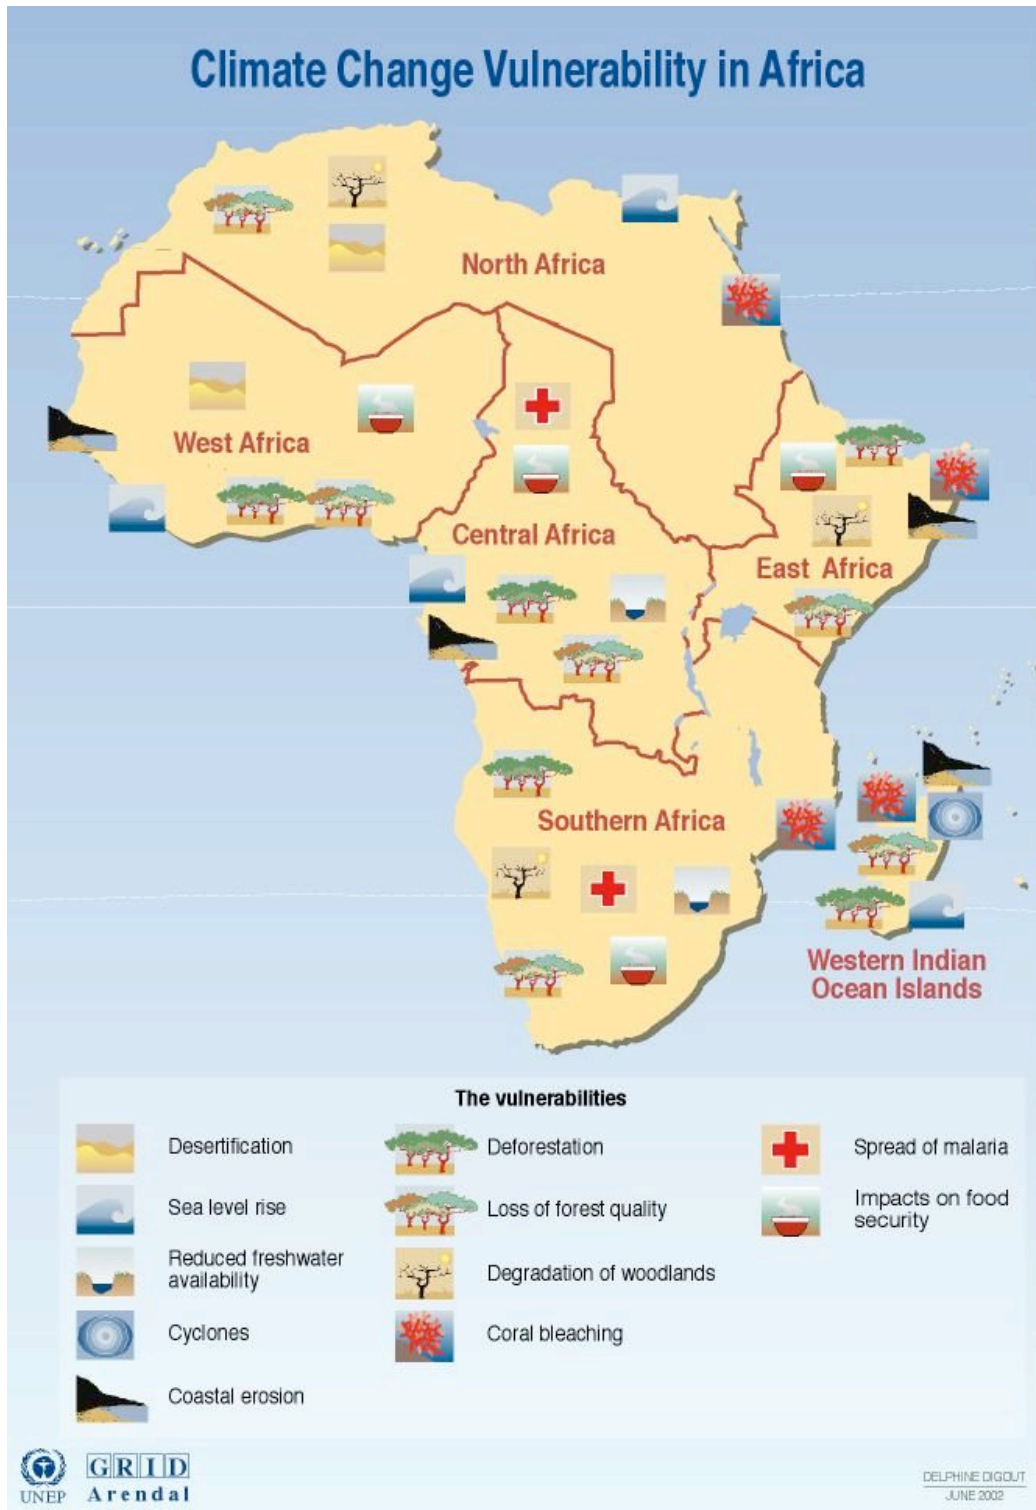 Climate Change Vulnerability in Africa
North Africa
West Africa
Central Africa
East Africa
Southern Africa
Western Indian
Ocean Islands
The vulnerabilities
Desertification
Sea level rise
Reduced freshwater
availability
Cyclones
Coastal erosion
Deforestation
Loss of forest quality
Degradation of woodlands
Coral bleaching
Spread of malaria
Impacts on food
security
UNEP
GRID
Arendal
DELPHINE DIGOUT
JUNE 2002